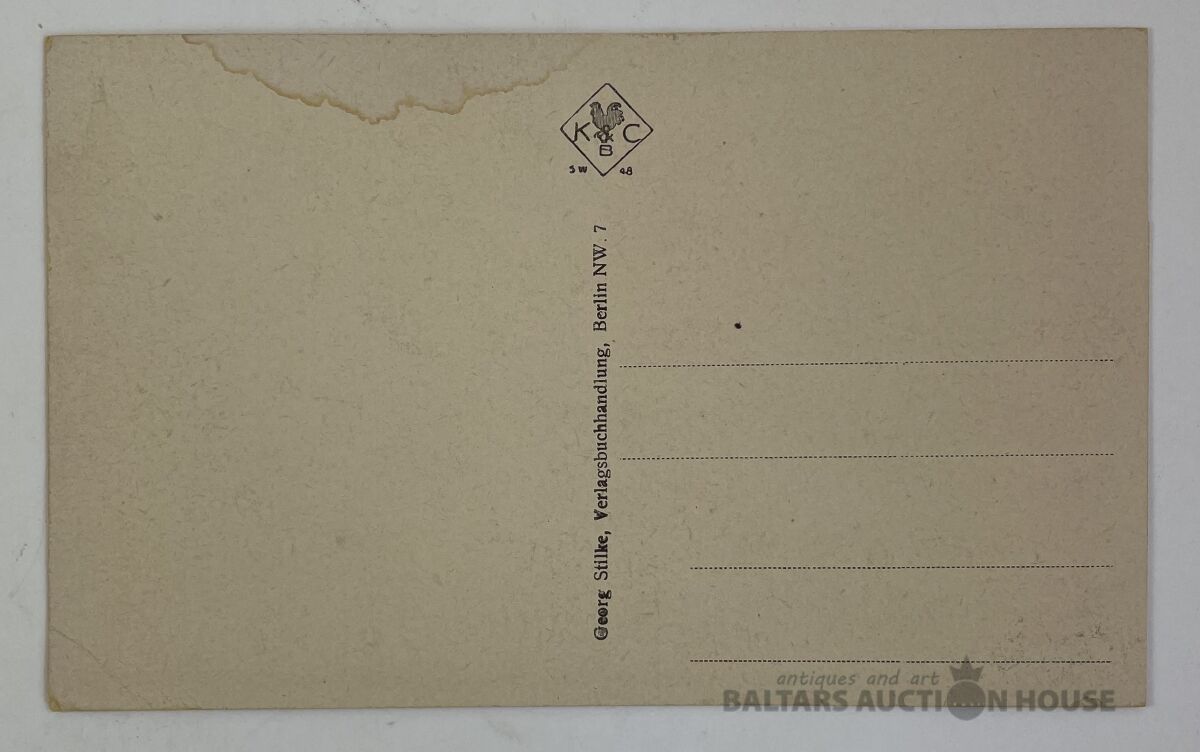 K C
B
SW 48
Georg Stilke, Verlagsbuchhandlung, Berlin NW. 7
antiques and art
BALTARS AUCTION HOUSE